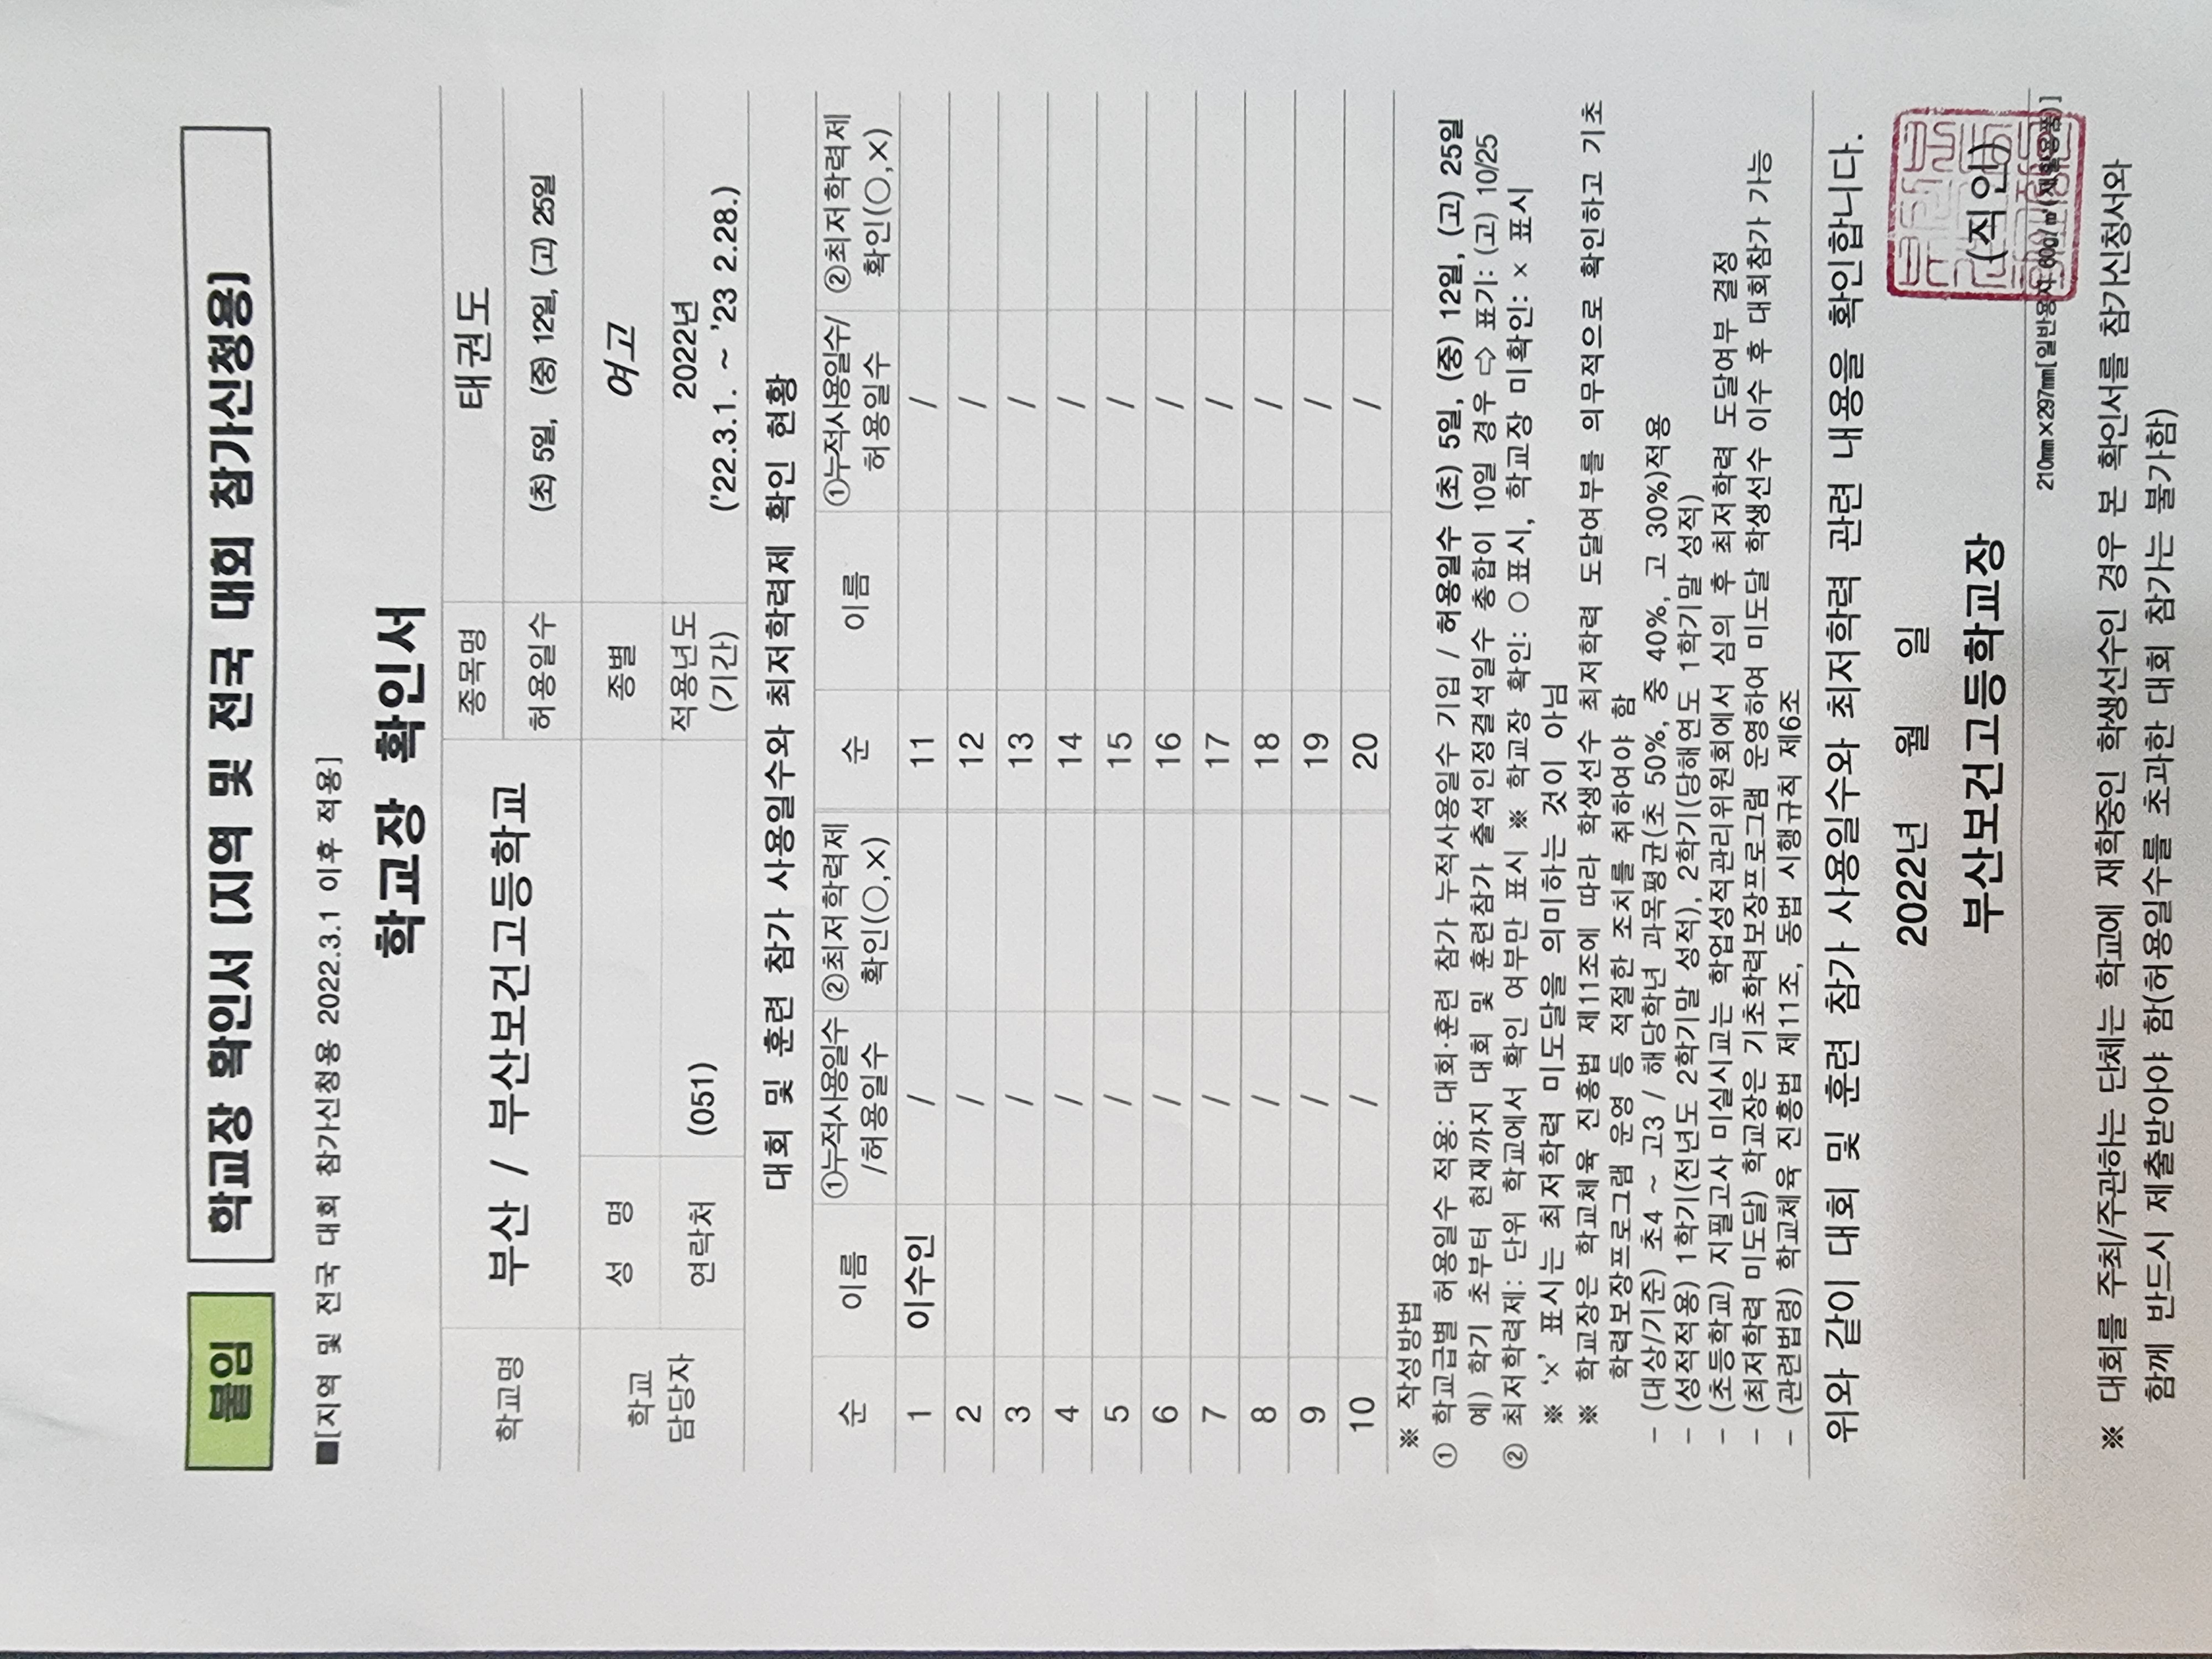 붙임
학교장 확인서 [지역 및 전국 대회 참가신청용]
■[지역 및 전국 대회 참가신청용 2022.3.1 이후 적용]
학교장 확인서
학교명 부산 / 부산보건고등학교 종목명 태권도
허용일수 (초) 5일, (중) 12일, (고) 25일
학교 담당자 성 명 종별 여고
연락처 (051) 적용년도 (기간) 2022년 ('22.3.1. ~ '23 2.28.)
대회 및 훈련 참가 사용일수와 최저학력제 확인 현황
순 이름 ①누적사용일수 /허용일수 ②최저학력제 확인(○,×) 순 이름 ①누적사용일수/ 허용일수 ②최저학력제 확인(○,×)
1 이수인 / 11 /
2 / 12 /
3 / 13 /
4 / 14 /
5 / 15 /
6 / 16 /
7 / 17 /
8 / 18 /
9 / 19 /
10 / 20 /
※ 작성방법
① 학교급별 허용일수 적용: 대회·훈련 참가 누적사용일수 기입 / 허용일수 (초) 5일, (중) 12일, (고) 25일
예) 학기 초부터 현재까지 대회 및 훈련참가 출석인정결석일수 총합이 10일 경우 ⇨ 표기: (고) 10/25
② 최저학력제: 단위 학교에서 확인 여부만 표시 ※ 학교장 확인: ○표시, 학교장 미확인: × 표시
※ '×' 표시는 최저학력 미도달을 의미하는 것이 아님
※ 학교장은 학교체육 진흥법 제11조에 따라 학생선수 최저학력 도달여부를 의무적으로 확인하고 기초
학력보장프로그램 운영 등 적절한 조치를 취하여야 함
- (대상/기준) 초4 ~ 고3 / 해당학년 과목평균(초 50%, 중 40%, 고 30%)적용
- (성적적용) 1학기(전년도 2학기말 성적), 2학기(당해연도 1학기말 성적)
- (초등학교) 지필고사 미실시교는 학업성적관리위원회에서 심의 후 최저학력 도달여부 결정
- (최저학력 미도달) 학교장은 기초학력보장프로그램 운영하여 미도달 학생선수 이수 후 대회참가 가능
- (관련법령) 학교체육 진흥법 제11조, 동법 시행규칙 제6조
위와 같이 대회 및 훈련 참가 사용일수와 최저학력 관련 내용을 확인합니다.
2022년 월 일
부산보건고등학교장 (직인)
210㎜×297㎜[일반용지 60g/㎡(재활용품)]
※ 대회를 주최/주관하는 단체는 학교에 재학중인 학생선수인 경우 본 확인서를 참가신청서와
함께 반드시 제출받아야 함(허용일수를 초과한 대회 참가는 불가함)